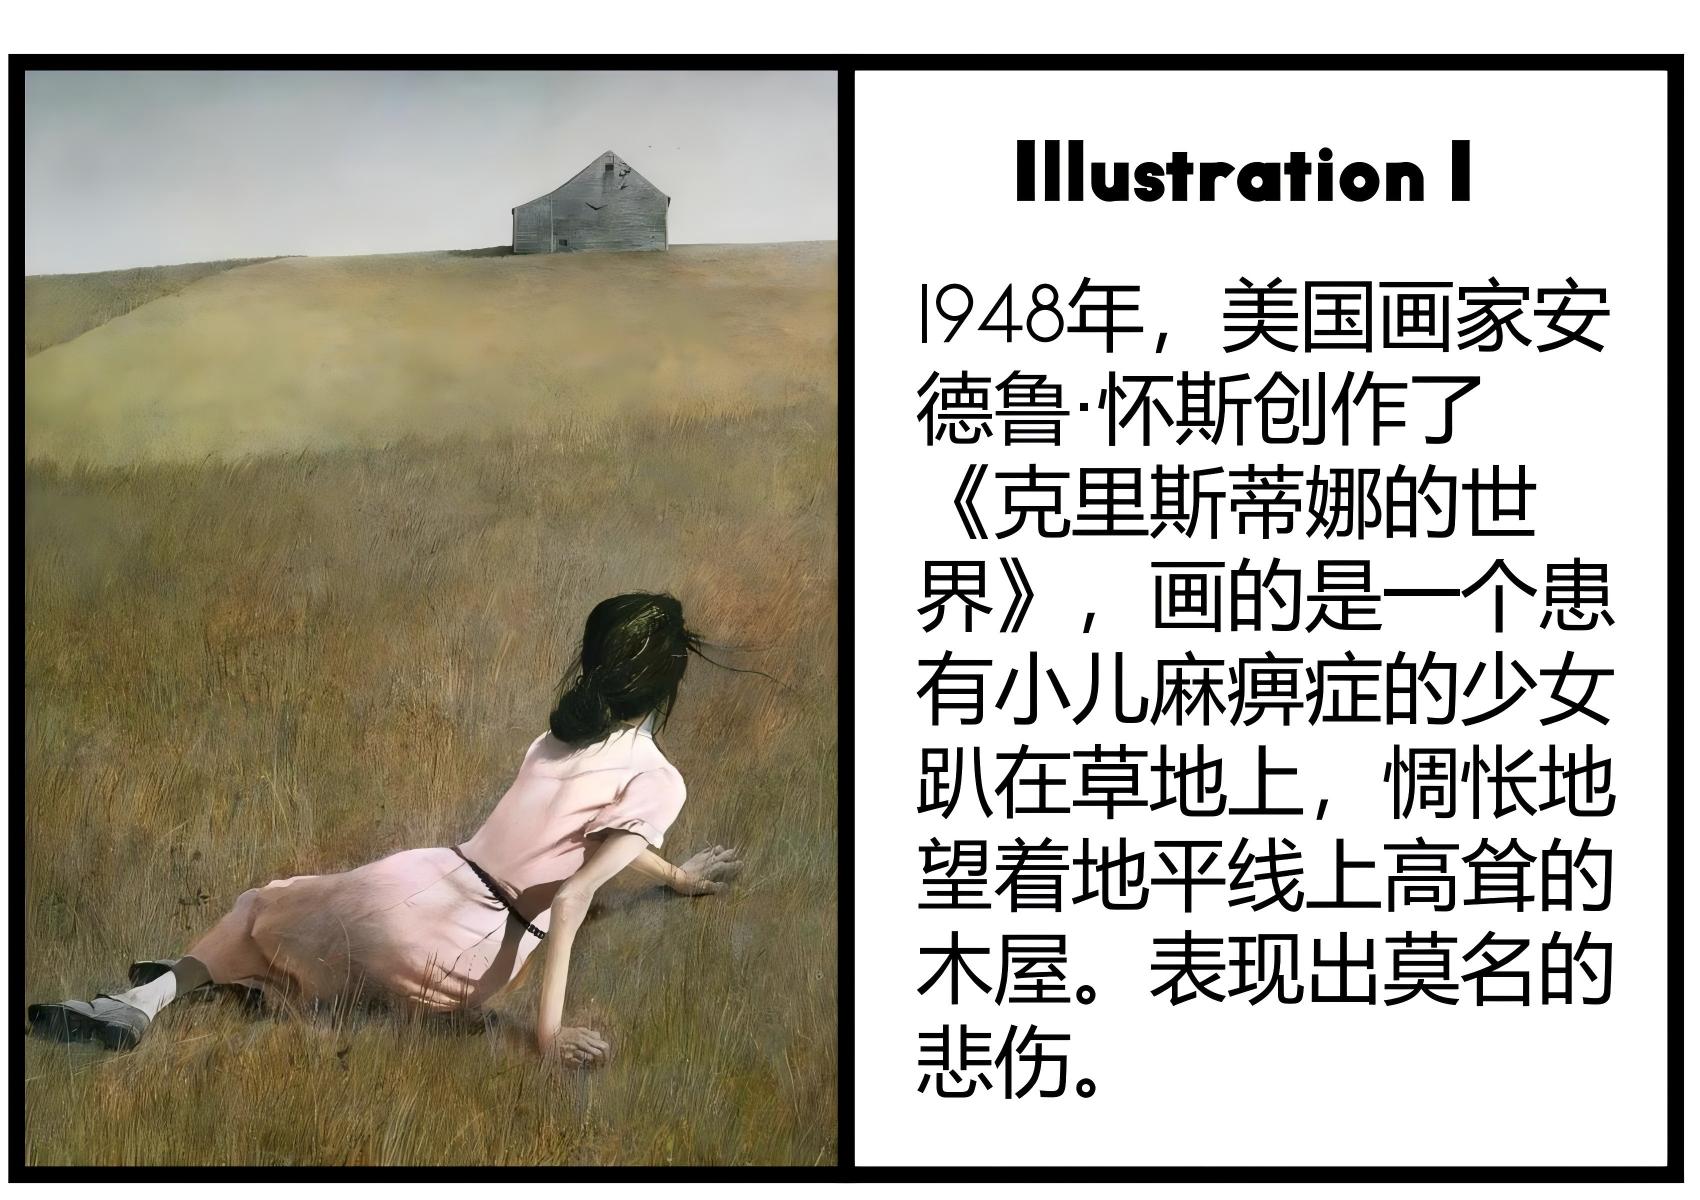 Illustration I
1948年，美国画家安
德鲁·怀斯创作了
《克里斯蒂娜的世
界》，画的是一个患
有小儿麻痹症的少女
趴在草地上，惆怅地
望着地平线上高耸的
木屋。表现出莫名的
悲伤。